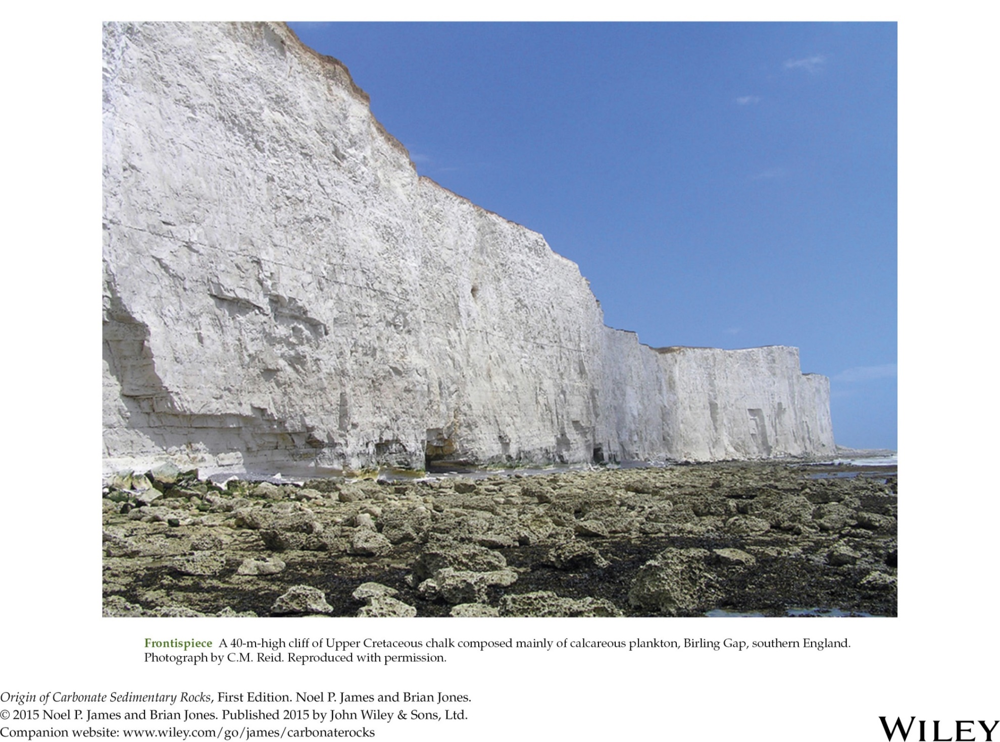 Frontispiece A 40-m-high cliff of Upper Cretaceous chalk composed mainly of calcareous plankton, Birling Gap, southern England.
Photograph by C.M. Reid. Reproduced with permission.
Origin of Carbonate Sedimentary Rocks, First Edition. Noel P. James and Brian Jones.
© 2015 Noel P. James and Brian Jones. Published 2015 by John Wiley & Sons, Ltd.
Companion website: www.wiley.com/go/james/carbonaterocks
WILEY